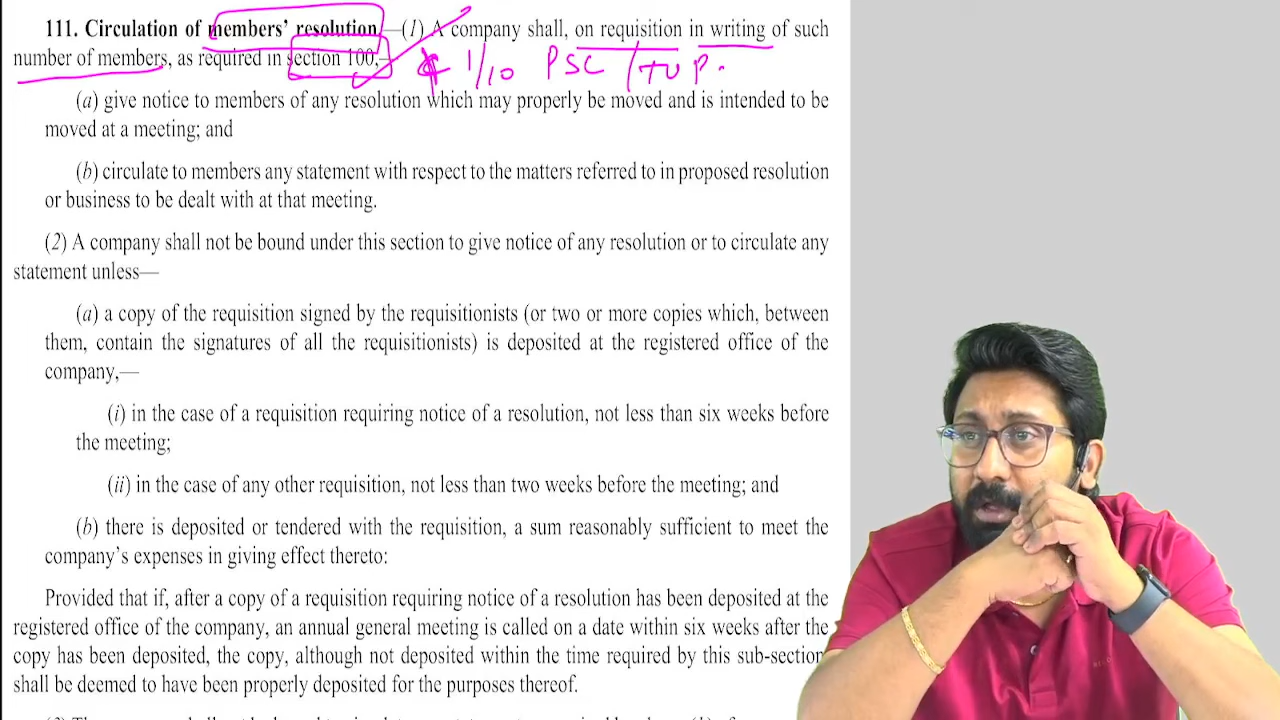 111. Circulation of members’ resolution.—(1) A company shall, on requisition in writing of such
number of members, as required in section 100,—
1/10 PSC / TVP.
(a) give notice to members of any resolution which may properly be moved and is intended to be
moved at a meeting; and
(b) circulate to members any statement with respect to the matters referred to in proposed resolution
or business to be dealt with at that meeting.
(2) A company shall not be bound under this section to give notice of any resolution or to circulate any
statement unless—
(a) a copy of the requisition signed by the requisitionists (or two or more copies which, between
them, contain the signatures of all the requisitionists) is deposited at the registered office of the
company,—
(i) in the case of a requisition requiring notice of a resolution, not less than six weeks before
the meeting;
(ii) in the case of any other requisition, not less than two weeks before the meeting; and
(b) there is deposited or tendered with the requisition, a sum reasonably sufficient to meet the
company’s expenses in giving effect thereto:
Provided that if, after a copy of a requisition requiring notice of a resolution has been deposited at the
registered office of the company, an annual general meeting is called on a date within six weeks after the
copy has been deposited, the copy, although not deposited within the time required by this sub-section
shall be deemed to have been properly deposited for the purposes thereof.